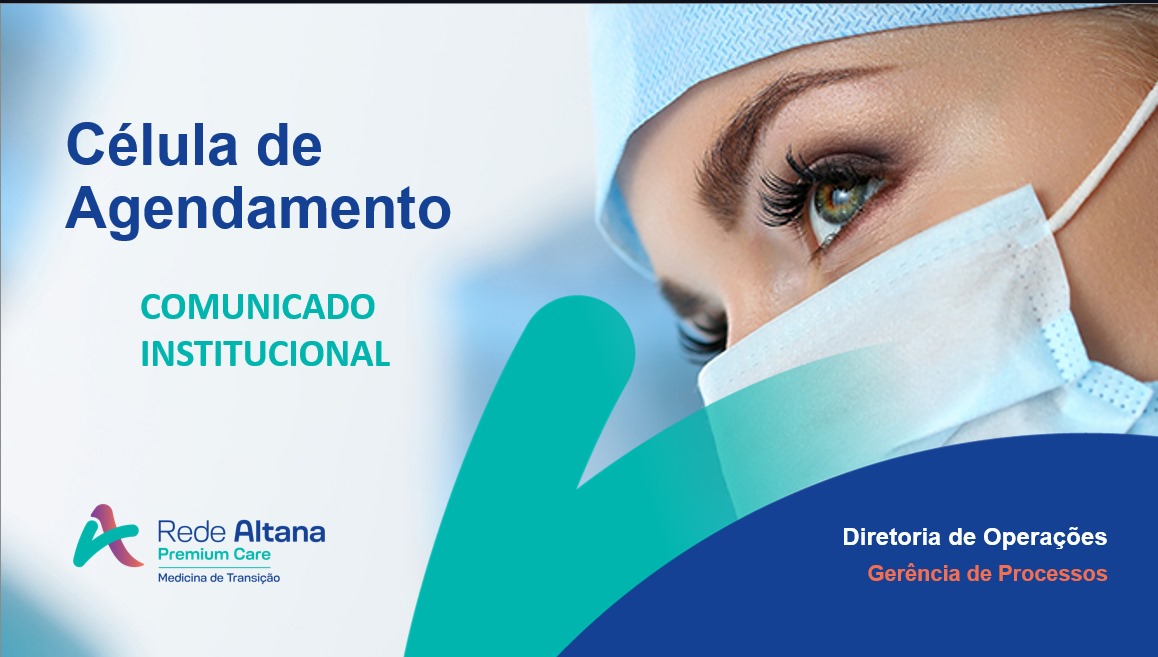 Célula de
Agendamento
COMUNICADO
INSTITUCIONAL
Rede Altana
Premium Care
Medicina de Transição
Diretoria de Operações
Gerência de Processos